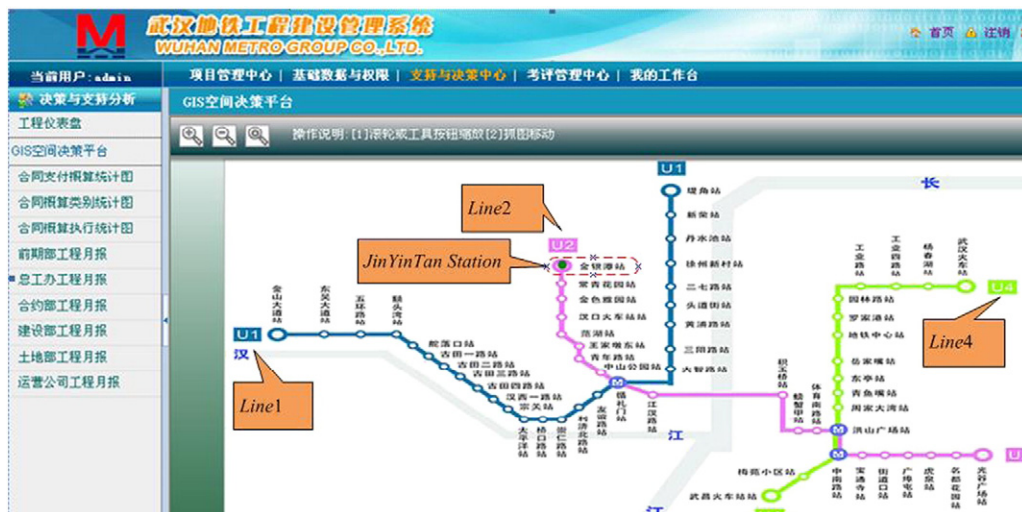 武汉地铁工程建设管理系统
WUHAN METRO GROUP CO.,LTD.
首页 注销
当前用户:admin
项目管理中心 | 基础数据与权限 | 支持与决策中心 | 考评管理中心 | 我的工作台
决策与支持分析
GIS空间决策平台
工程仪表盘
GIS空间决策平台
合同支付概算统计图
合同概算类别统计图
合同概算执行统计图
前期部工程月报
总工办工程月报
合约部工程月报
建设部工程月报
土地部工程月报
运营公司工程月报
操作说明:[1]滚轮或工具按钮缩放[2]抓图移动
U1
长
堤角站
新荣站
丹水池站
徐州新村站
二七路站
头道街站
黄浦路站
三阳路站
大智路站
Line2
U2
JinYinTan Station
金银潭站
常青花园站
金色雅园站
汉口火车站站
范湖站
王家墩东站
青年路站
中山公园站
金山大道站
东吴大道站
五环路站
额头湾站
U1
汉
Line1
舵落口站
古田一路站
古田二路站
古田三路站
古田四路站
汉西一路站
宗关站
太平洋站
桥口路站
崇仁路站
利济北路站
友谊路站
循礼门站
江汉路站
江
积玉桥站
螃蟹甲站
体育南路站
工业路站
工业四路站
杨春湖站
武汉火车站
U4
Line4
园林路站
罗家港站
地铁中心站
岳家嘴站
东亭站
青鱼嘴站
周家大湾站
洪山广场站
梅苑小区站
武昌火车站站
中南路站
宝通寺站
街道口站
广埠屯站
虎泉站
名都花园站
光谷广场站
U
江